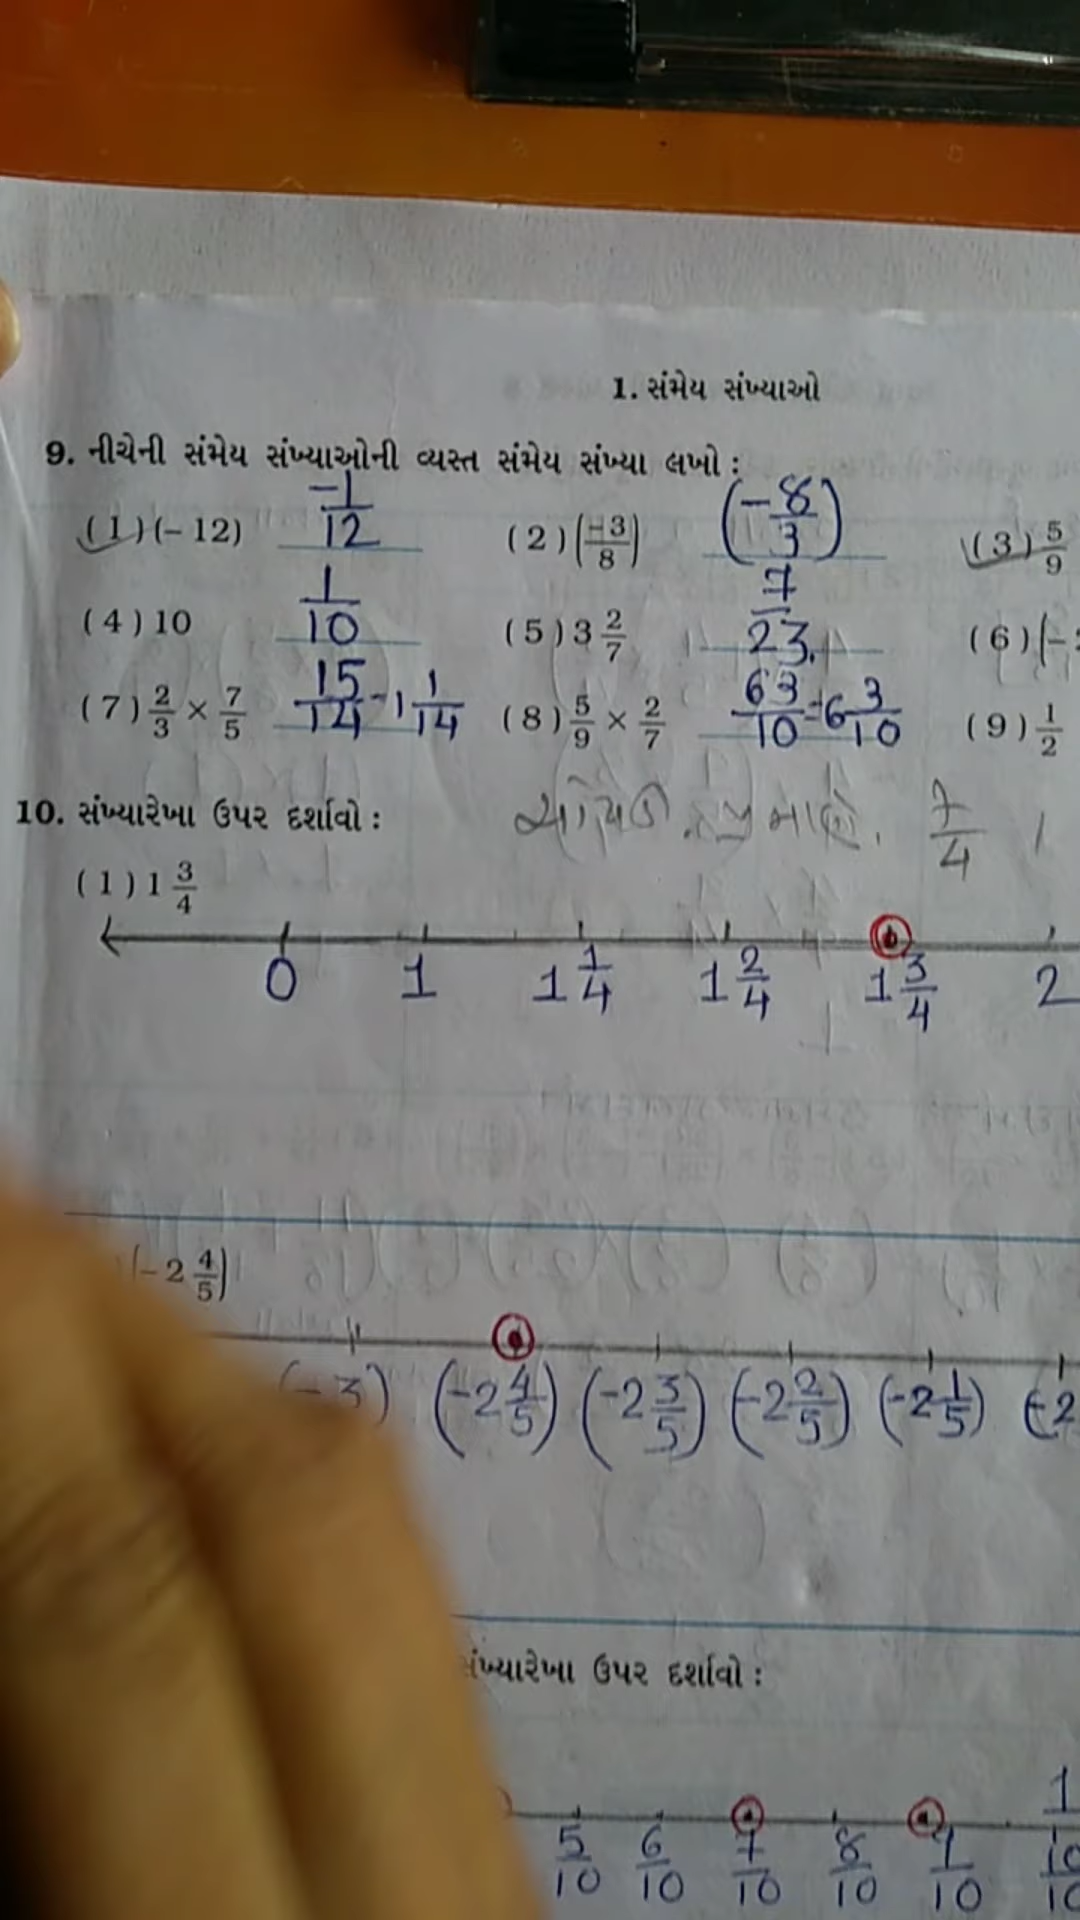 1. સંમેય સંખ્યાઓ
9. નીચેની સંમેય સંખ્યાઓની વ્યસ્ત સંમેય સંખ્યા લખો :
(1) (– 12) -1/12 (2) (-3/8) (-8/3) (3) 5/9
(4) 10 1/10 (5) 3 2/7 7/23. (6) (–
(7) 2/3 × 7/5 15/14 = 1 1/14 (8) 5/9 × 2/7 63/10 = 6 3/10 (9) 1/2
10. સંખ્યારેખા ઉપર દર્શાવો : 7/4
(1) 1 3/4
0 1 1 1/4 1 2/4 1 3/4 2
(– 2 4/5)
(-3) (-2 4/5) (-2 3/5) (-2 2/5) (-2 1/5) (-2
સંખ્યારેખા ઉપર દર્શાવો :
1
5/10 6/10 7/10 8/10 9/10 10/10